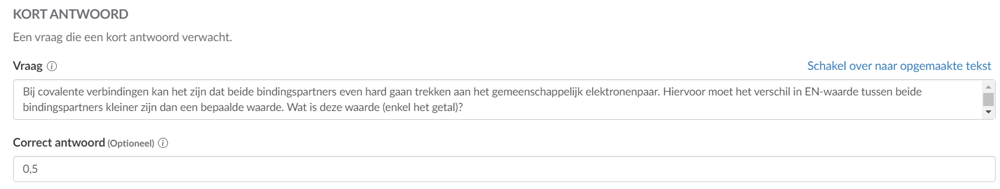 KORT ANTWOORD
Een vraag die een kort antwoord verwacht.
Vraag
Schakel over naar opgemaakte tekst
Bij covalente verbindingen kan het zijn dat beide bindingspartners even hard gaan trekken aan het gemeenschappelijk elektronenpaar. Hiervoor moet het verschil in EN-waarde tussen beide
bindingspartners kleiner zijn dan een bepaalde waarde. Wat is deze waarde (enkel het getal)?
Correct antwoord (Optioneel)
0,5